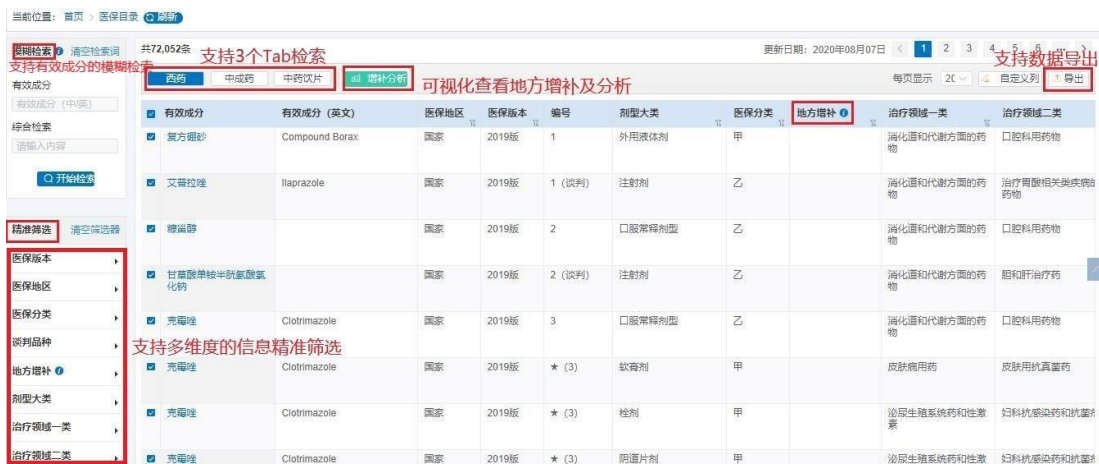 当前位置： 首页 > 医保目录 刷新
模糊检索 清空检索词
支持有效成分的模糊检索
有效成分
有效成分（中/英）
综合检索
请输入内容
开始检索
精准筛选 清空筛选器
医保版本
医保地区
医保分类
谈判品种
地方增补
剂型大类
治疗领域一类
治疗领域二类
支持多维度的信息精准筛选
共72,052条 更新日期： 2020年08月07日 < 1 2 3 4 5 6 ... >
支持3个Tab检索
支持数据导出
西药 中成药 中药饮片 增补分析
可视化查看地方增补及分析
每页显示 自定义列 导出
有效成分 有效成分（英文） 医保地区 医保版本 编号 剂型大类 医保分类 地方增补 治疗领域一类 治疗领域二类
复方硼砂 Compound Borax 国家 2019版 1 外用液体剂 甲 消化道和代谢方面的药物 口腔科用药物
艾普拉唑 Ilaprazole 国家 2019版 1（谈判） 注射剂 乙 消化道和代谢方面的药物 治疗胃酸相关类疾病的药物
糠甾醇 国家 2019版 2 口服常释剂型 乙 消化道和代谢方面的药物 口腔科用药物
甘草酸单铵半胱氨酸氯化钠 国家 2019版 2（谈判） 注射剂 乙 消化道和代谢方面的药物 胆和肝治疗药
克霉唑 Clotrimazole 国家 2019版 3 口服常释剂型 乙 消化道和代谢方面的药物 口腔科用药物
克霉唑 Clotrimazole 国家 2019版 ★（3） 软膏剂 甲 皮肤病用药 皮肤用抗真菌药
克霉唑 Clotrimazole 国家 2019版 ★（3） 栓剂 甲 泌尿生殖系统药和性激素 妇科抗感染药和抗菌
克霉唑 Clotrimazole 国家 2019版 ★（3） 阴道片剂 甲 泌尿生殖系统药和性激 妇科抗感染药和抗菌